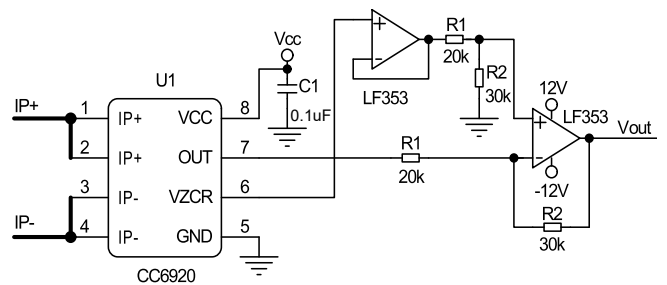 Vcc
R1
20k
R2
30k
LF353
U1
C1
0.1uF
12V
LF353
Vout
-12V
IP+
1
IP+
VCC
8
2
IP+
OUT
7
R1
20k
3
IP-
VZCR
6
IP-
4
IP-
GND
5
R2
30k
CC6920
+
-
+
-